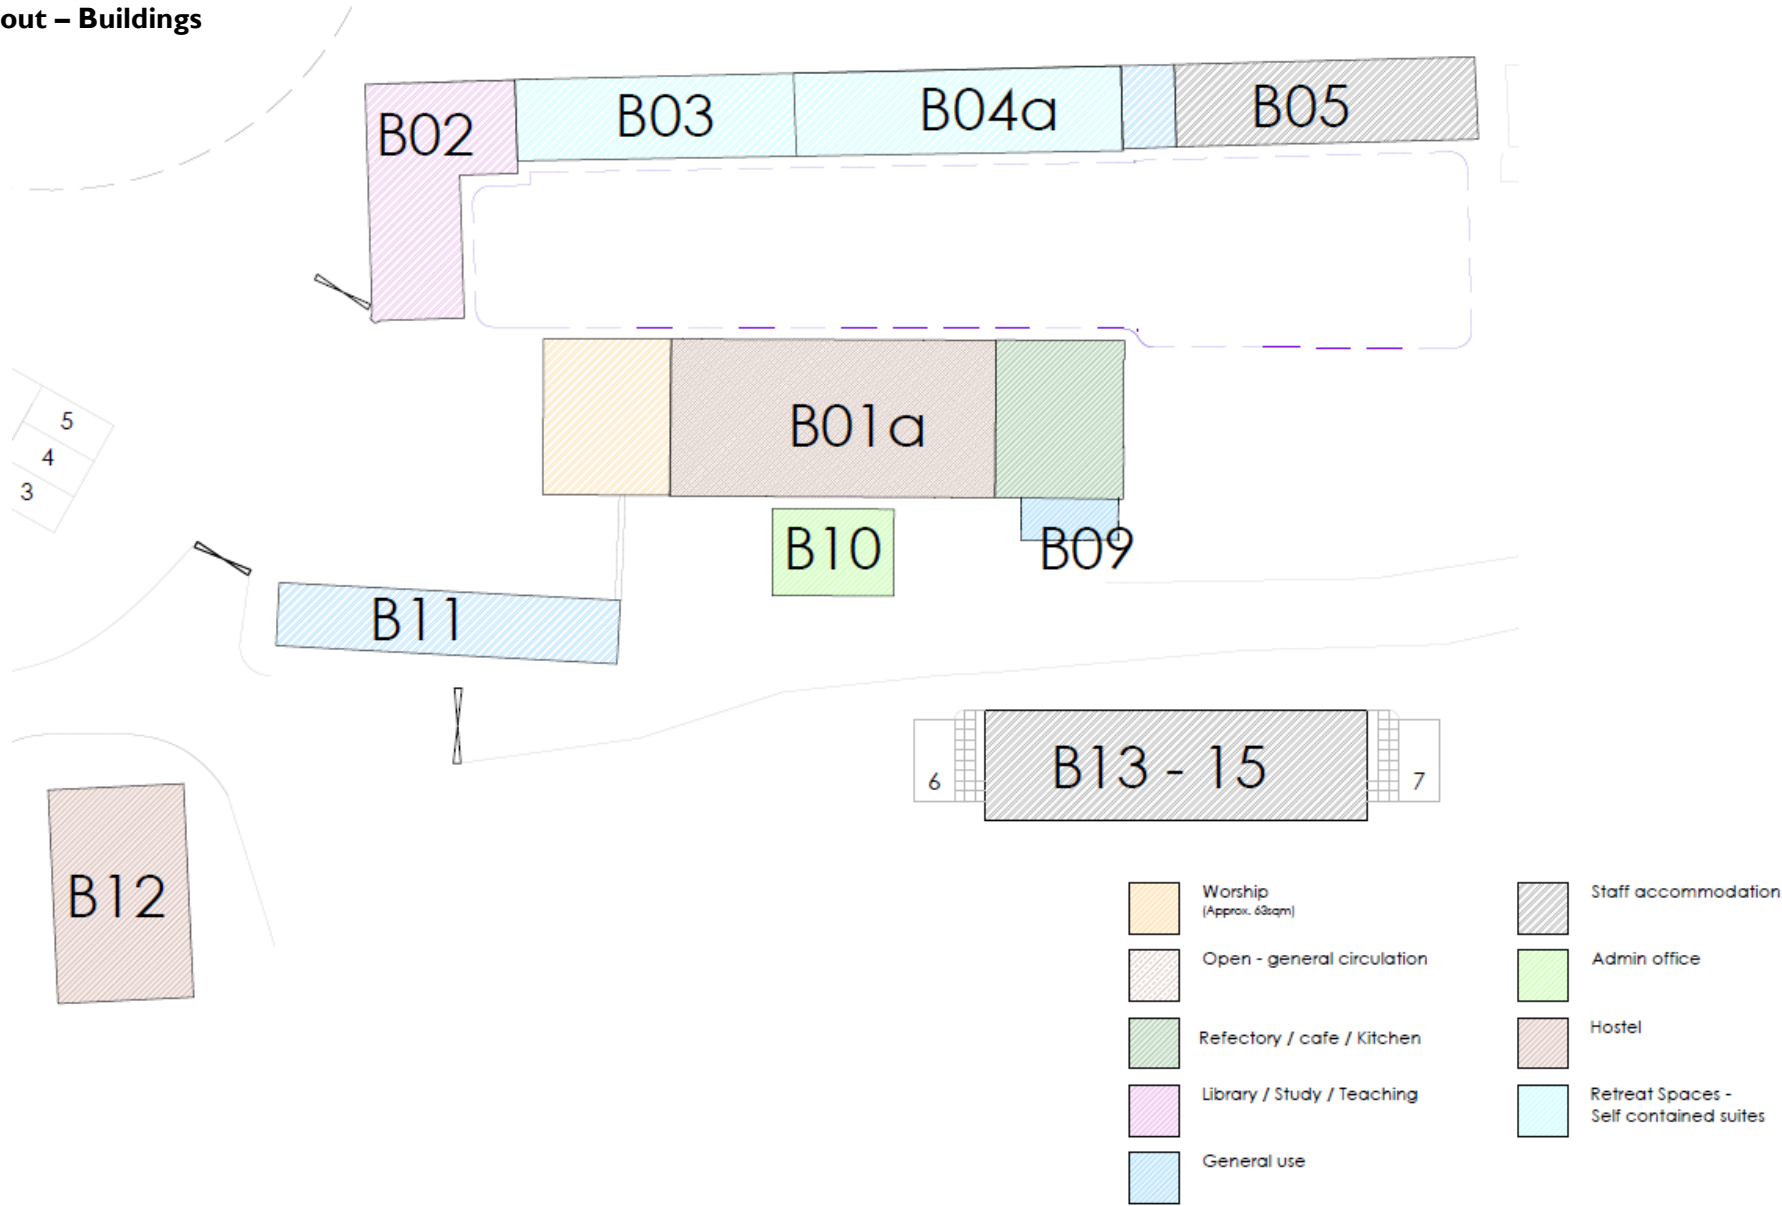 out – Buildings
B02
B03
B04a
B05
B01a
5
4
3
B10
B09
B11
6
B13 - 15
7
B12
Worship
(Approx. 63sqm)
Open - general circulation
Refectory / cafe / Kitchen
Library / Study / Teaching
General use
Staff accommodation
Admin office
Hostel
Retreat Spaces -
Self contained suites